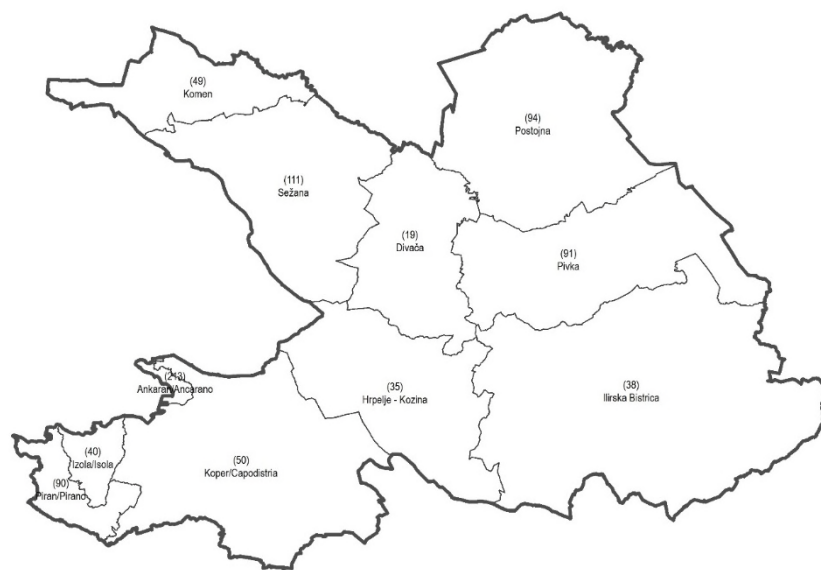 (49)
Komen
(94)
Postojna
(111)
Sežana
(19)
Divača
(91)
Pivka
(213)
Ankaran/Ancarano
(35)
Hrpelje - Kozina
(38)
Ilirska Bistrica
(40)
Izola/Isola
(50)
Koper/Capodistria
(90)
Piran/Pirano